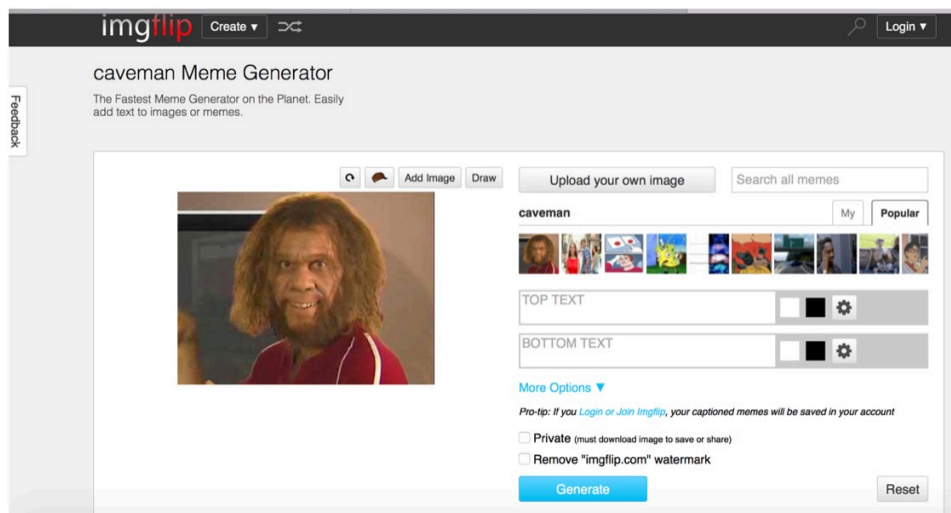 imgflip Create ▼ Login ▼
caveman Meme Generator
The Fastest Meme Generator on the Planet. Easily
add text to images or memes.
Feedback
Add Image Draw
Upload your own image Search all memes
caveman My Popular
TOP TEXT
BOTTOM TEXT
More Options ▼
Pro-tip: If you Login or Join Imgflip, your captioned memes will be saved in your account
Private (must download image to save or share)
Remove "imgflip.com" watermark
Generate Reset